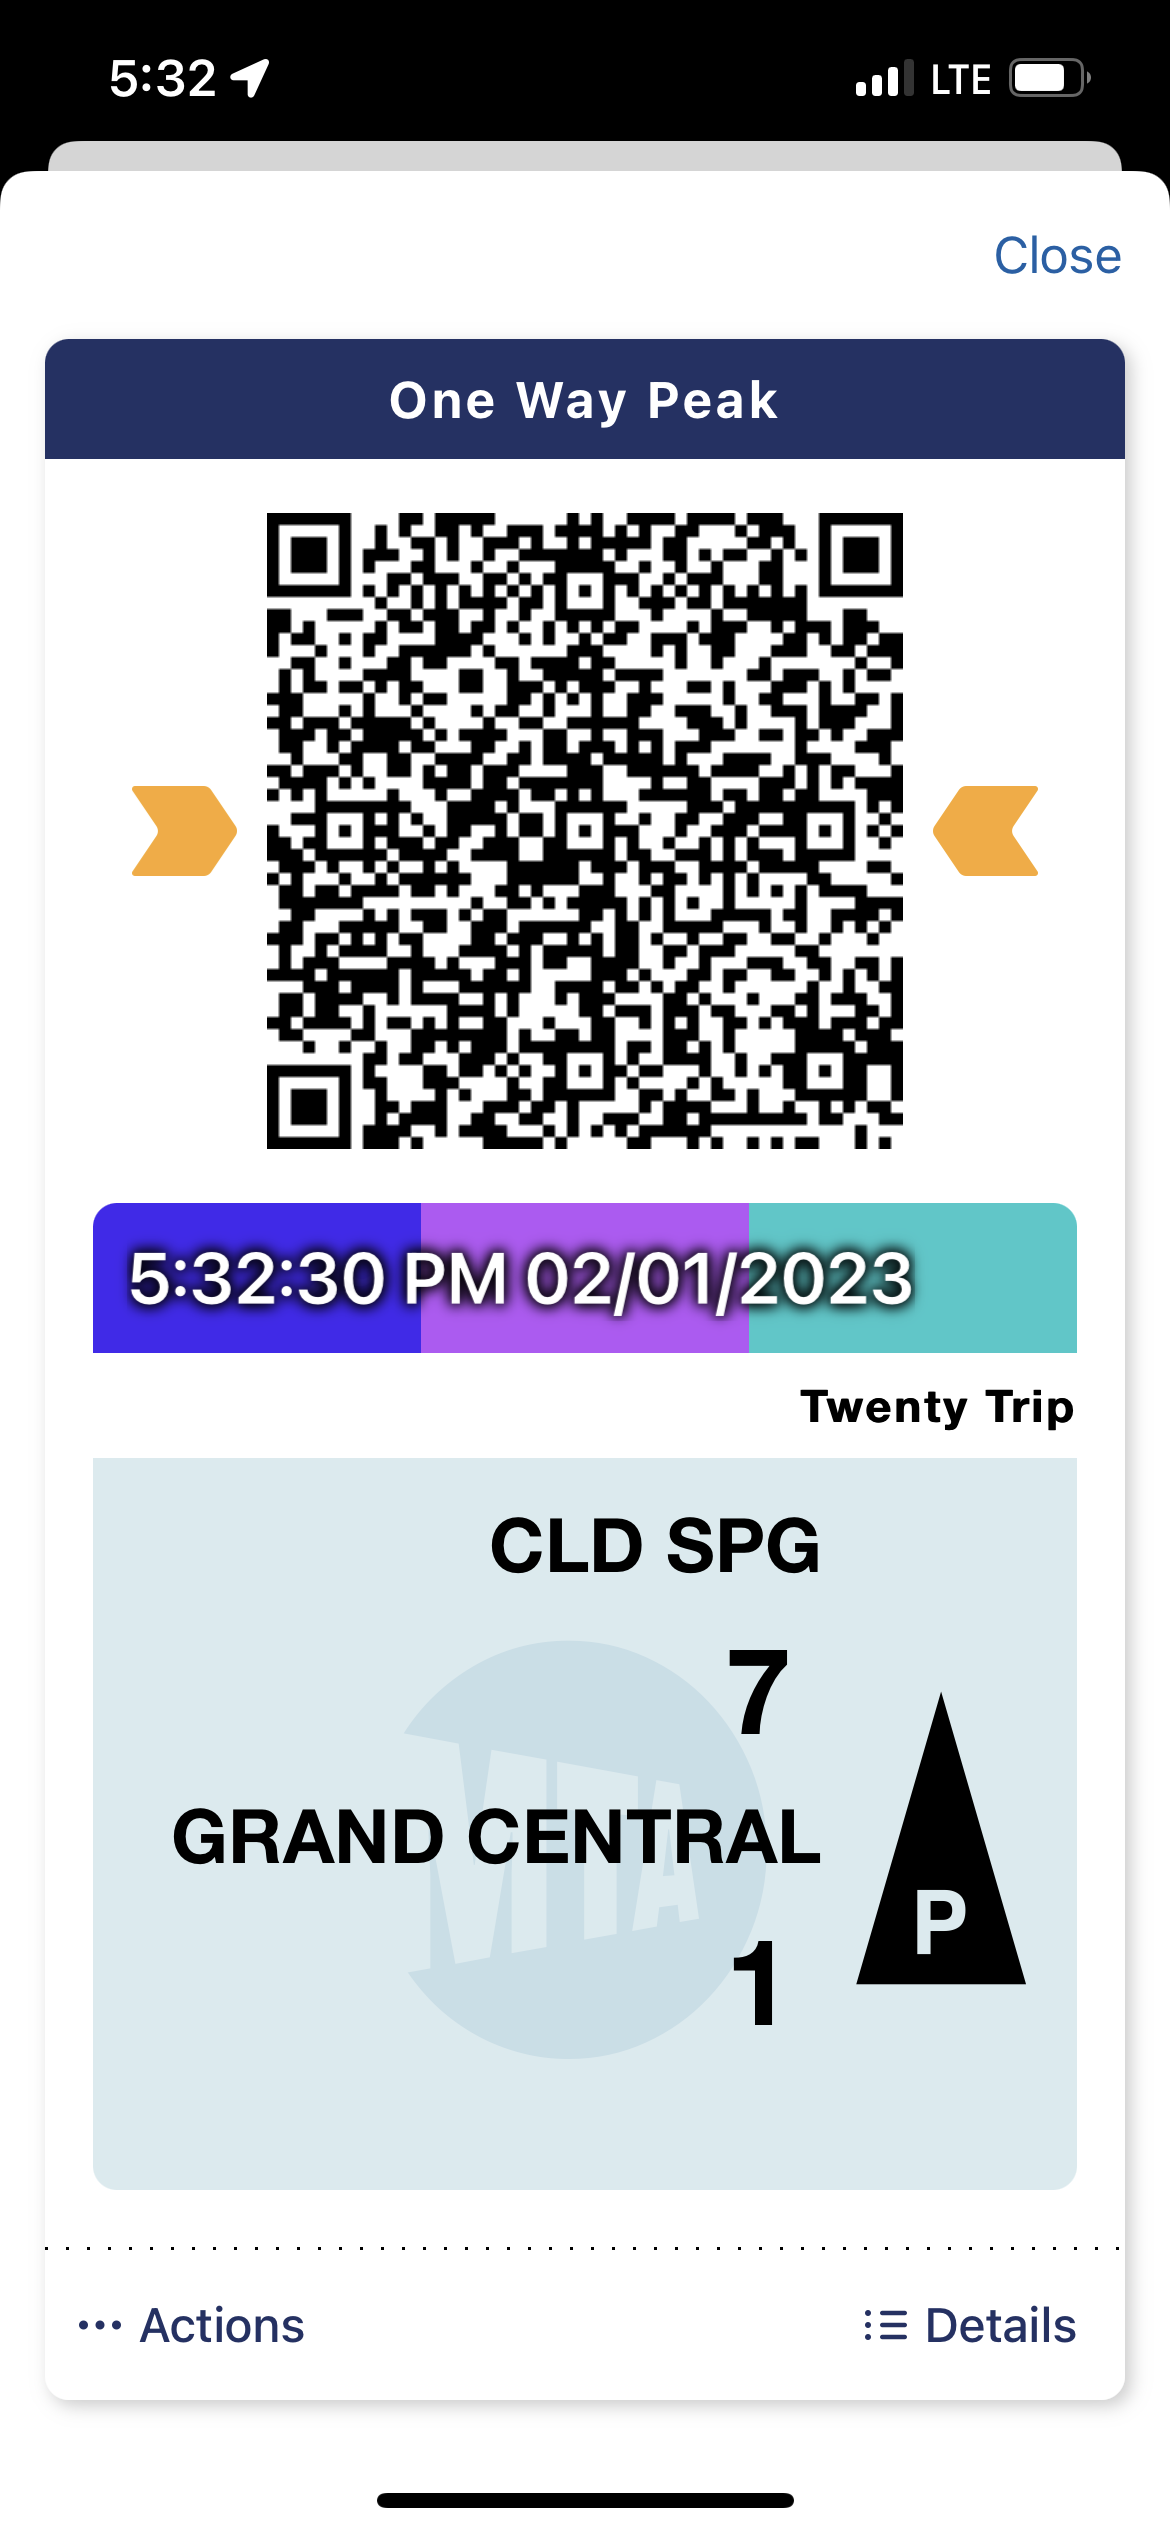 5:32 LTE
Close
One Way Peak
5:32:30 PM 02/01/2023
Twenty Trip
CLD SPG
7
GRAND CENTRAL
1
P
MTA
Actions
Details